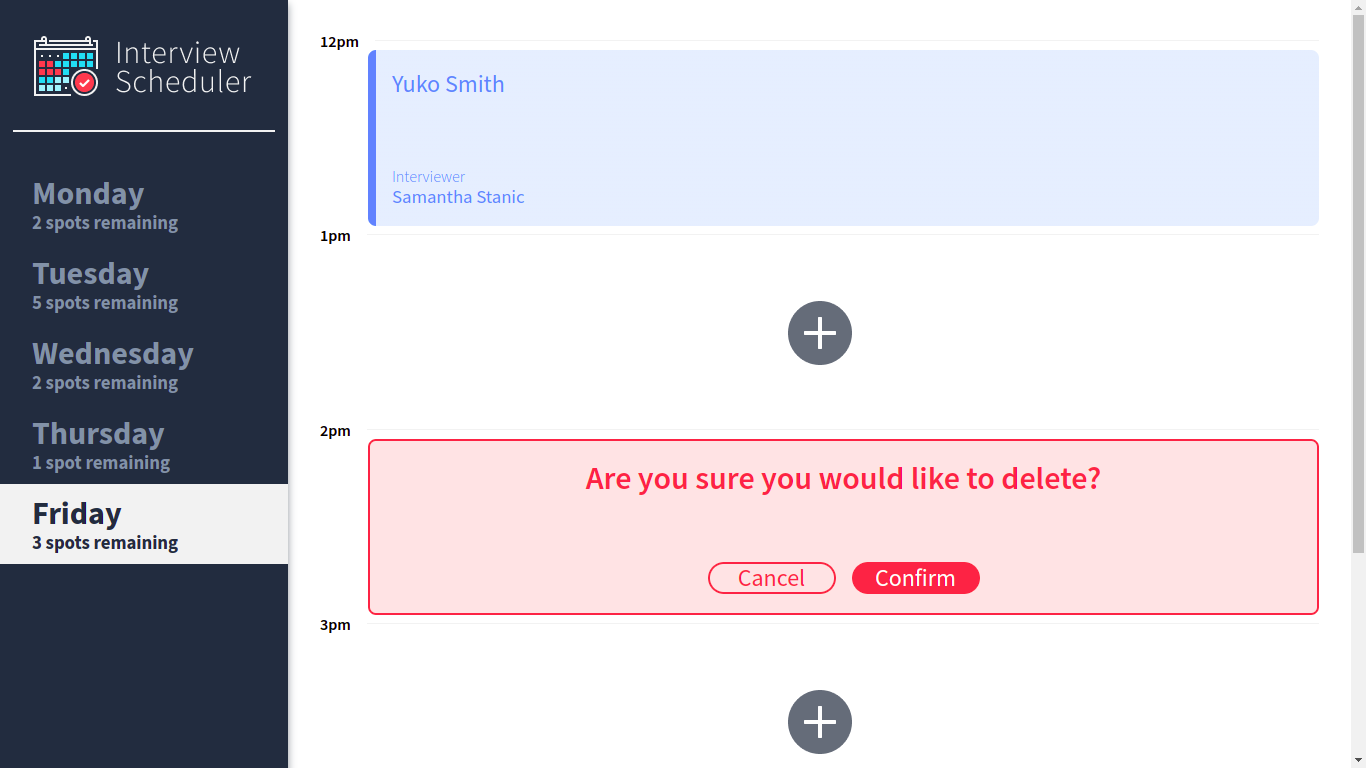 Interview
Scheduler
Monday
2 spots remaining
Tuesday
5 spots remaining
Wednesday
2 spots remaining
Thursday
1 spot remaining
Friday
3 spots remaining
12pm
Yuko Smith
Interviewer
Samantha Stanic
1pm
2pm
Are you sure you would like to delete?
Cancel Confirm
3pm